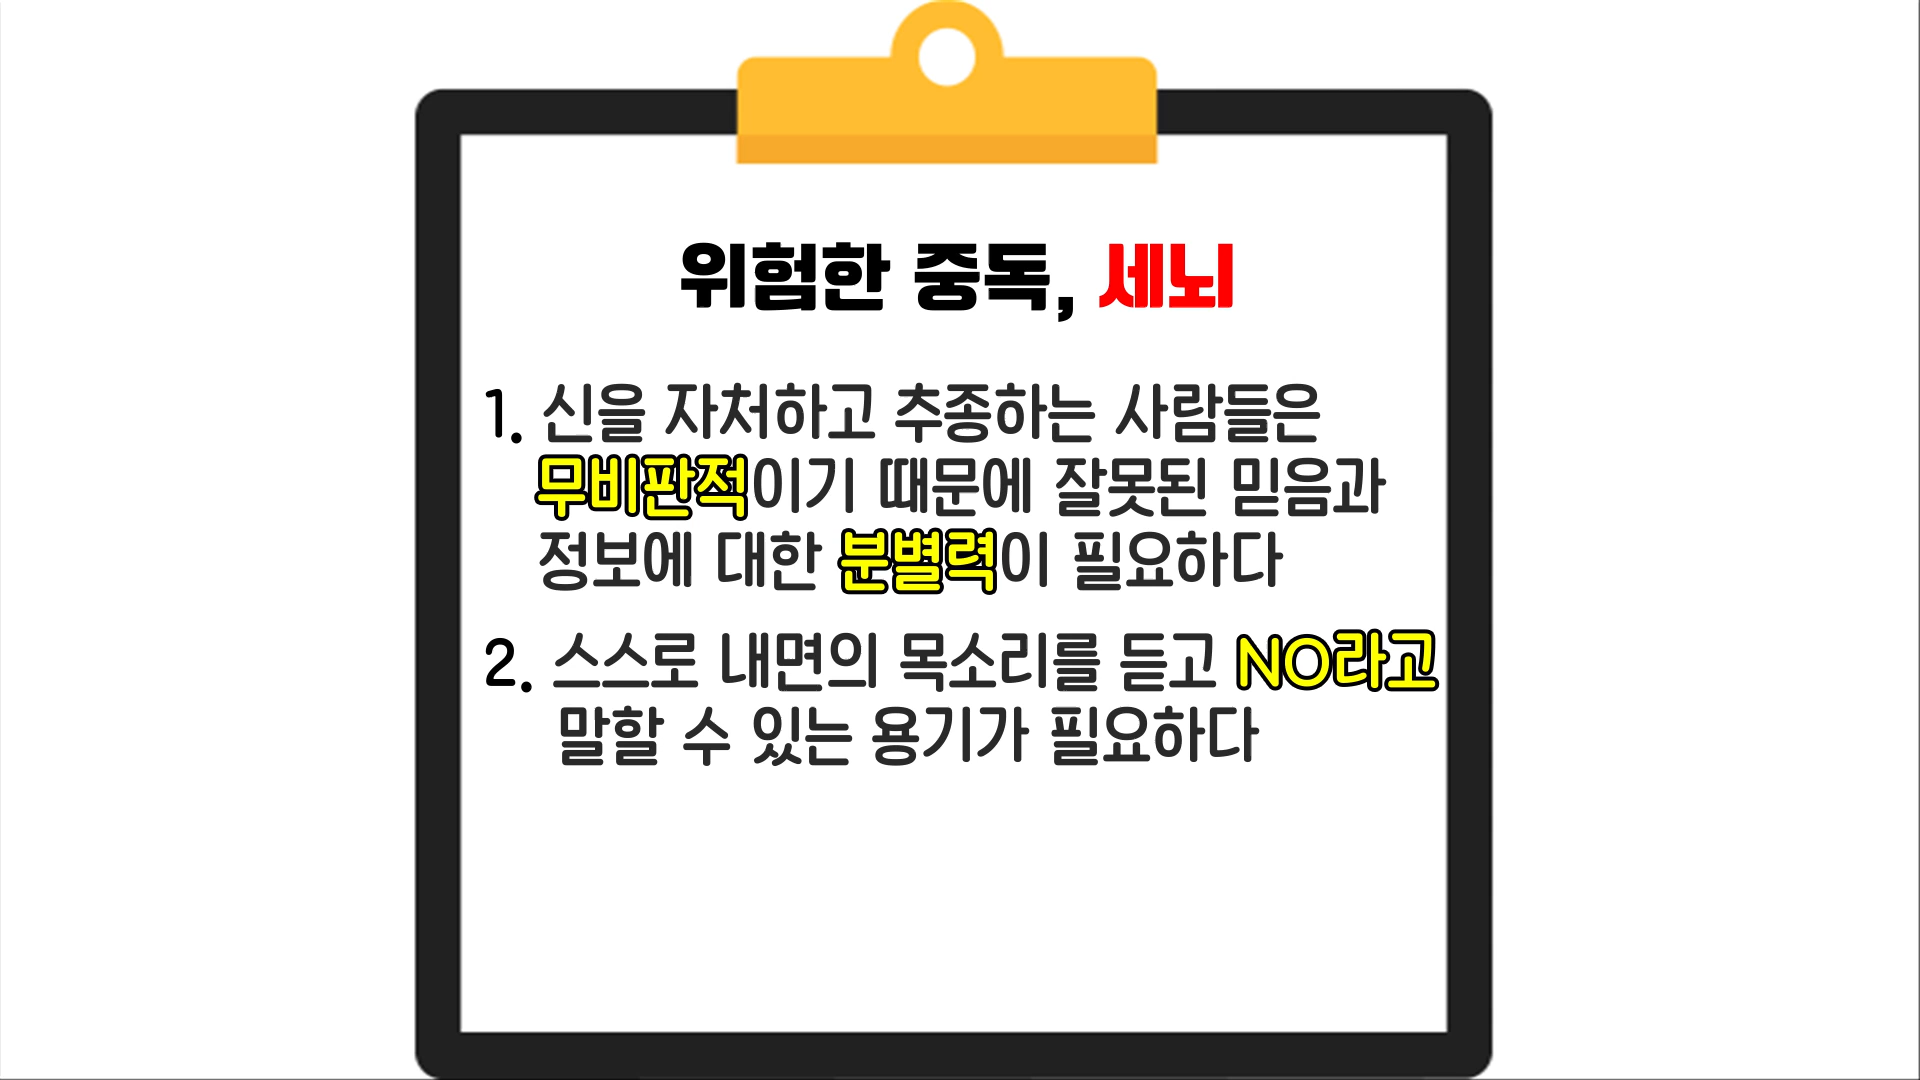 위험한 중독, 세뇌
1. 신을 자처하고 추종하는 사람들은
무비판적이기 때문에 잘못된 믿음과
정보에 대한 분별력이 필요하다
2. 스스로 내면의 목소리를 듣고 NO라고
말할 수 있는 용기가 필요하다